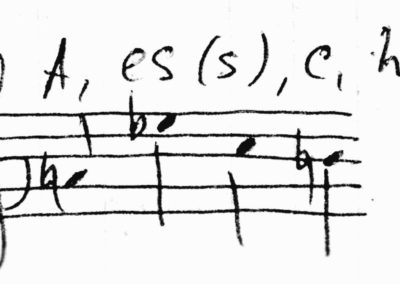 ) A, es (s), c, h